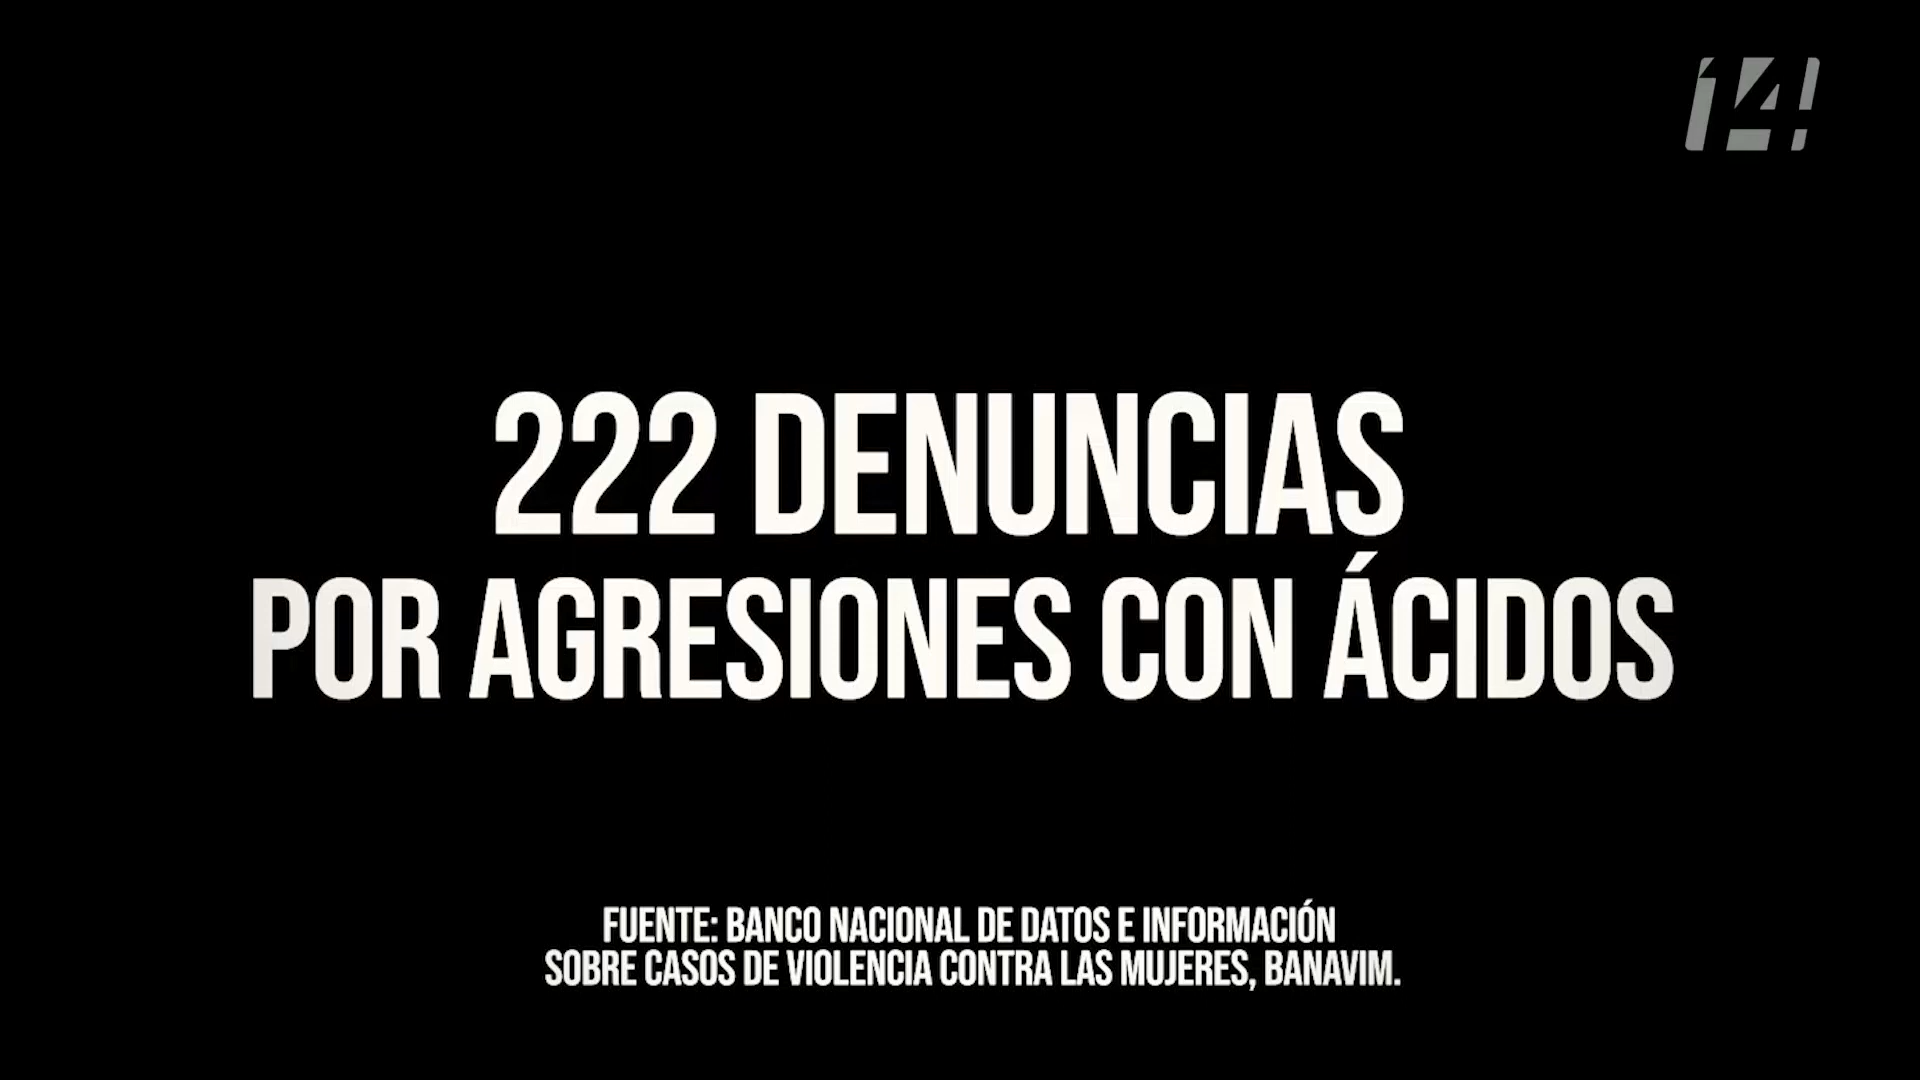 14!
222 DENUNCIAS
POR AGRESIONES CON ÁCIDOS
FUENTE: BANCO NACIONAL DE DATOS E INFORMACIÓN
SOBRE CASOS DE VIOLENCIA CONTRA LAS MUJERES, BANAVIM.